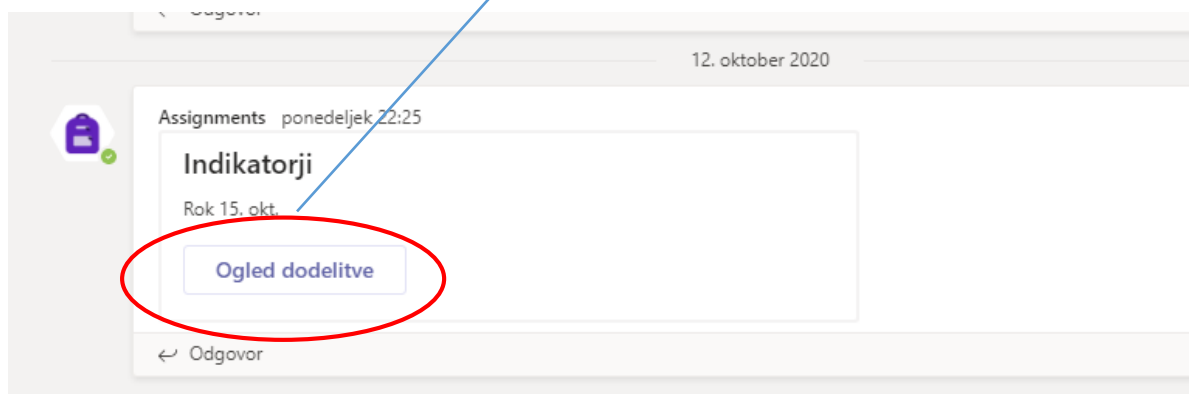 Odgovor
12. oktober 2020
Assignments ponedeljek 22:25
Indikatorji
Rok 15. okt.
Ogled dodelitve
Odgovor